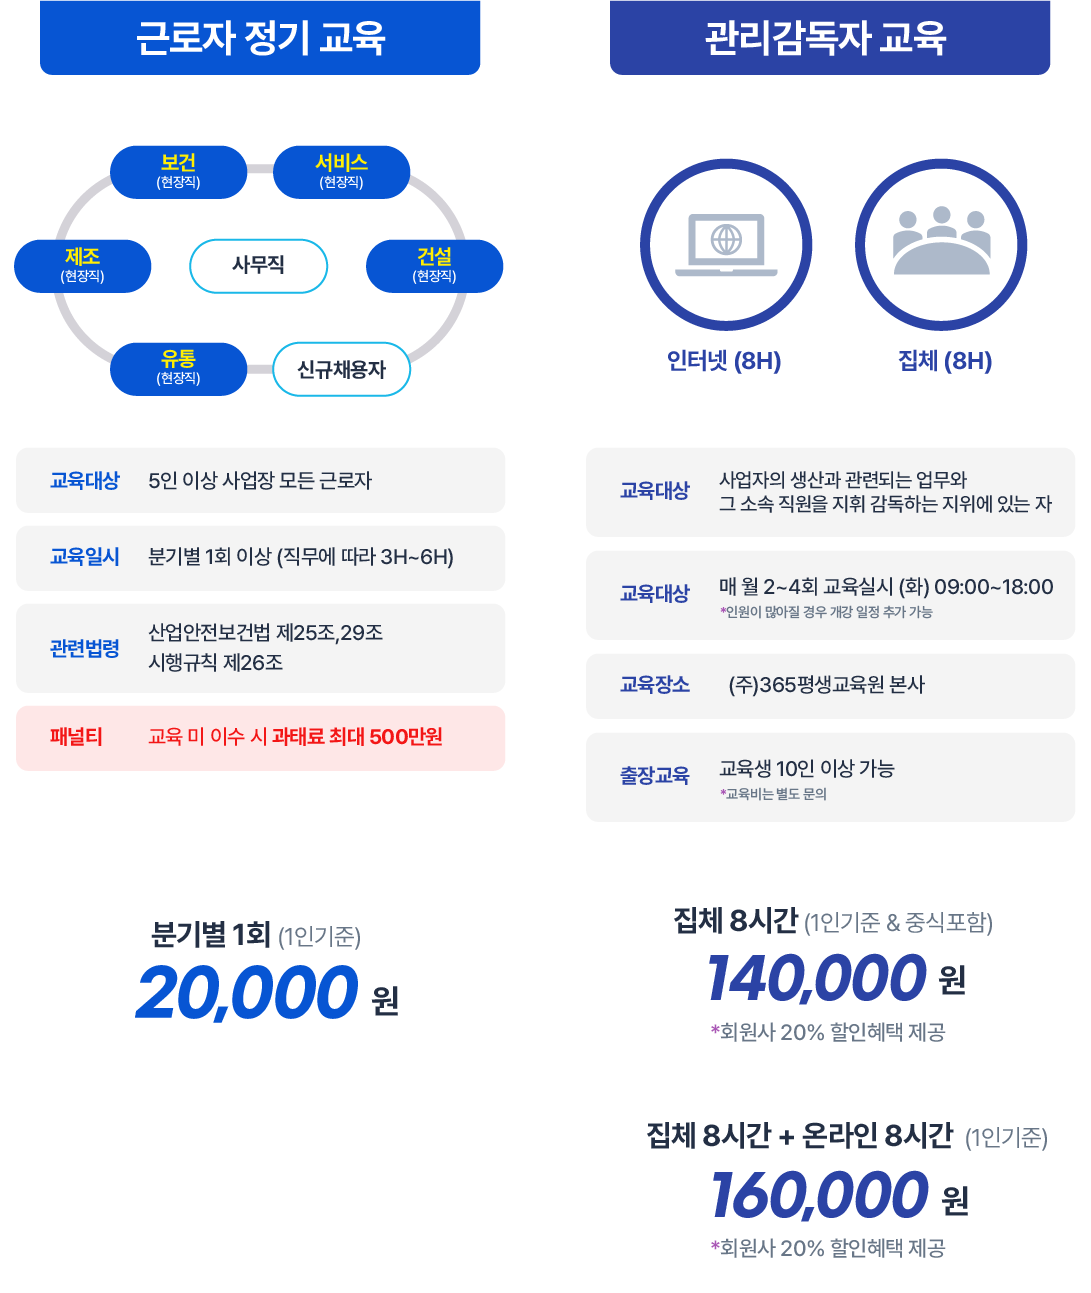 근로자 정기 교육
보건
(현장직)
서비스
(현장직)
제조
(현장직)
사무직
건설
(현장직)
유통
(현장직)
신규채용자
교육대상 5인 이상 사업장 모든 근로자
교육일시 분기별 1회 이상 (직무에 따라 3H~6H)
관련법령
산업안전보건법 제25조,29조
시행규칙 제26조
패널티 교육 미 이수 시 과태료 최대 500만원
분기별 1회 (1인기준)
20,000 원
관리감독자 교육
인터넷 (8H)
집체 (8H)
교육대상
사업자의 생산과 관련되는 업무와
그 소속 직원을 지휘 감독하는 지위에 있는 자
교육대상
매 월 2~4회 교육실시 (화) 09:00~18:00
*인원이 많아질 경우 개강 일정 추가 가능
교육장소 (주)365평생교육원 본사
출장교육
교육생 10인 이상 가능
*교육비는 별도 문의
집체 8시간 (1인기준 & 중식포함)
140,000 원
*회원사 20% 할인혜택 제공
집체 8시간 + 온라인 8시간 (1인기준)
160,000 원
*회원사 20% 할인혜택 제공